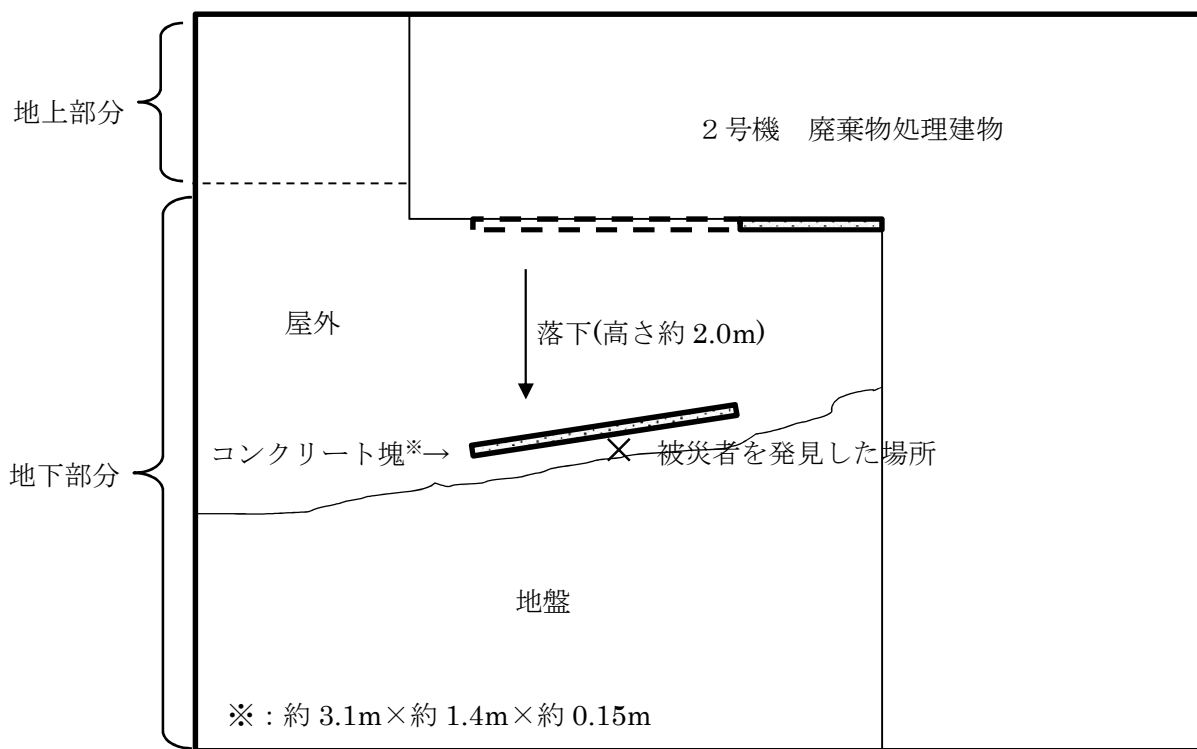 地上部分
2号機　廃棄物処理建物
屋外
落下(高さ約 2.0m)
コンクリート塊※→
被災者を発見した場所
地下部分
地盤
※：約 3.1m×約 1.4m×約 0.15m